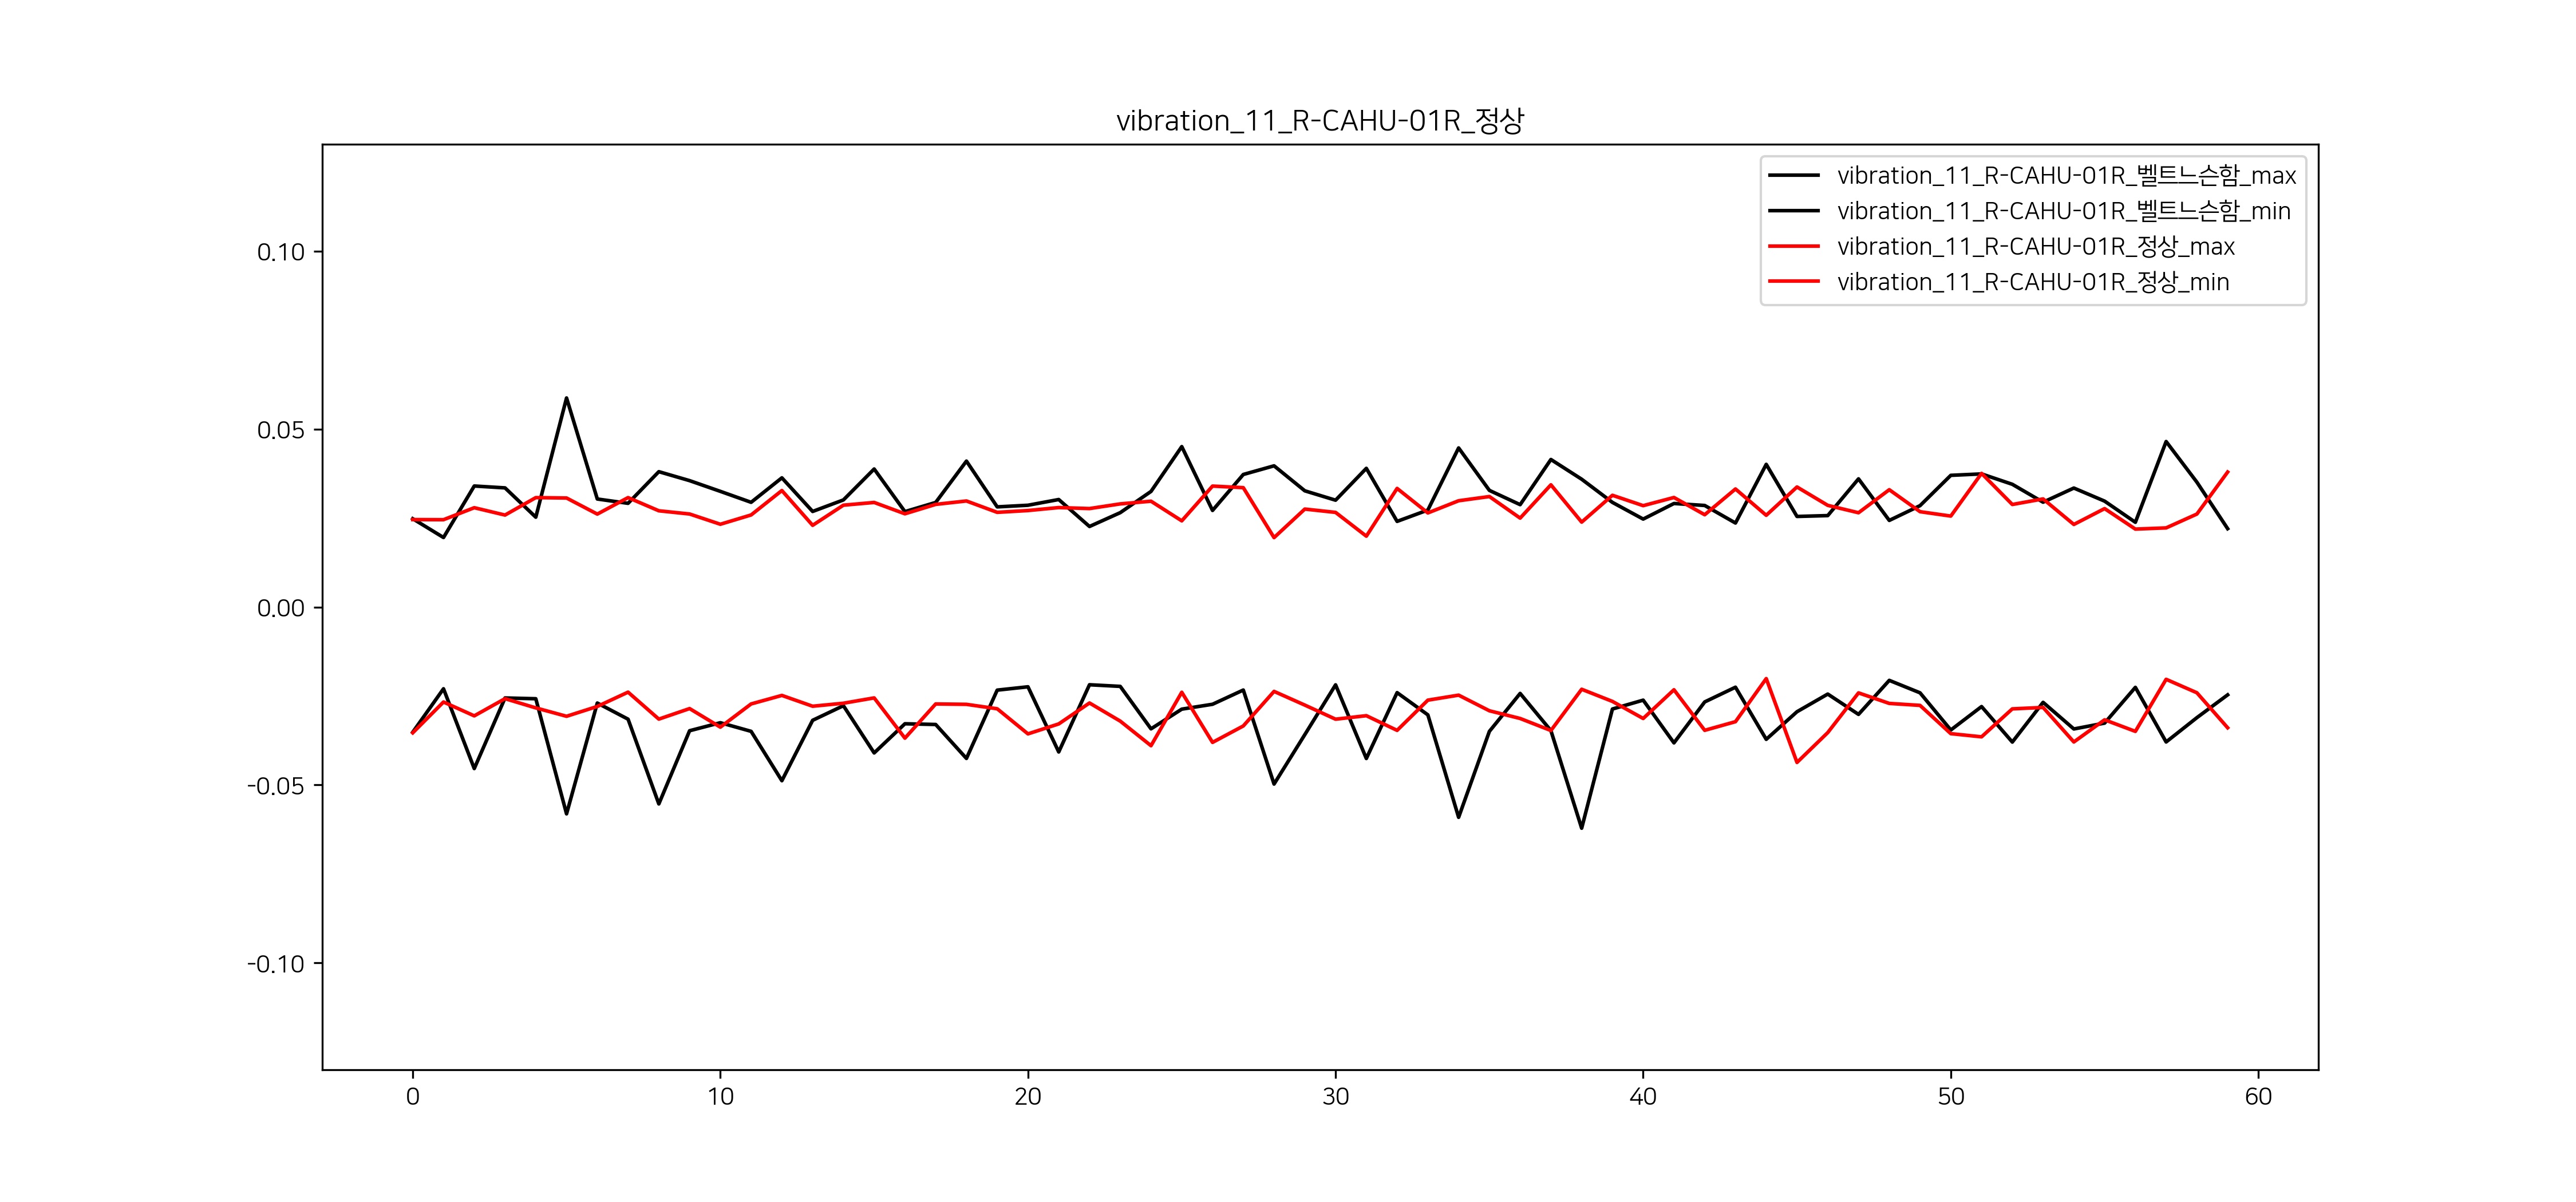 vibration_11_R-CAHU-01R_정상
vibration_11_R-CAHU-01R_벨트느슨함_max
vibration_11_R-CAHU-01R_벨트느슨함_min
vibration_11_R-CAHU-01R_정상_max
vibration_11_R-CAHU-01R_정상_min
0.10
0.05
0.00
-0.05
-0.10
0 10 20 30 40 50 60